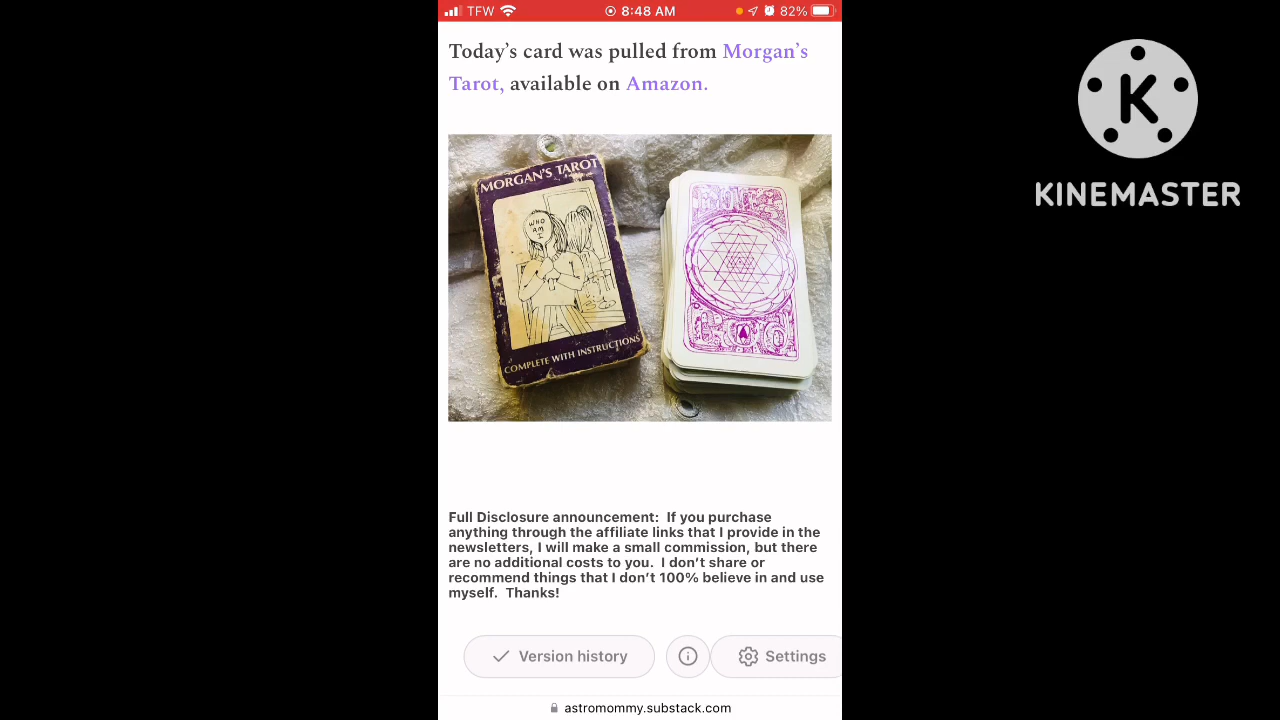 TFW
8:48 AM
82%
Today's card was pulled from Morgan's
Tarot, available on Amazon.
MORGAN'S TAROT
WHO
AM
I
COMPLETE WITH INSTRUCTIONS
Full Disclosure announcement:  If you purchase
anything through the affiliate links that I provide in the
newsletters, I will make a small commission, but there
are no additional costs to you.  I don't share or
recommend things that I don't 100% believe in and use
myself.  Thanks!
Version history
Settings
astromommy.substack.com
K
KINEMASTER